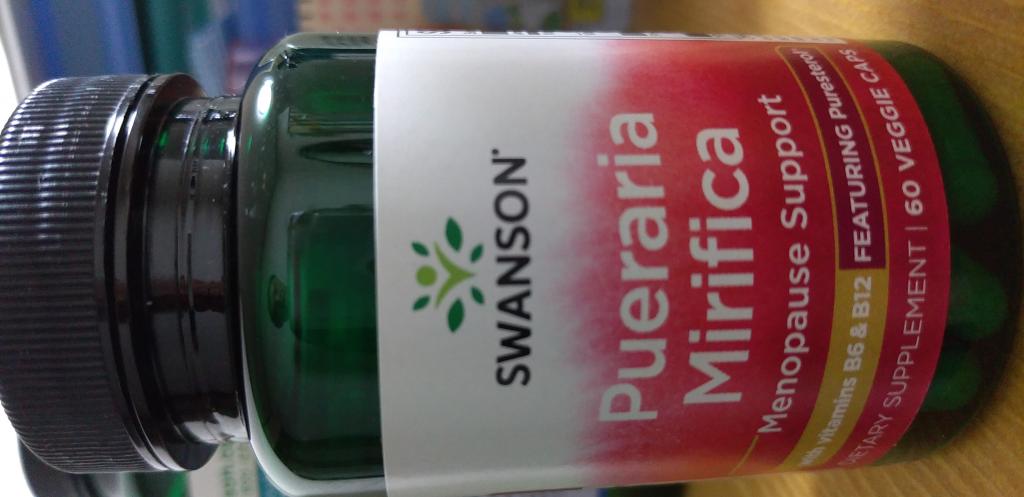 SWANSON
Pueraria
Mirifica
Menopause Support
with vitamins B6 & B12 FEATURING Puresterol
DIETARY SUPPLEMENT | 60 VEGGIE CAPS